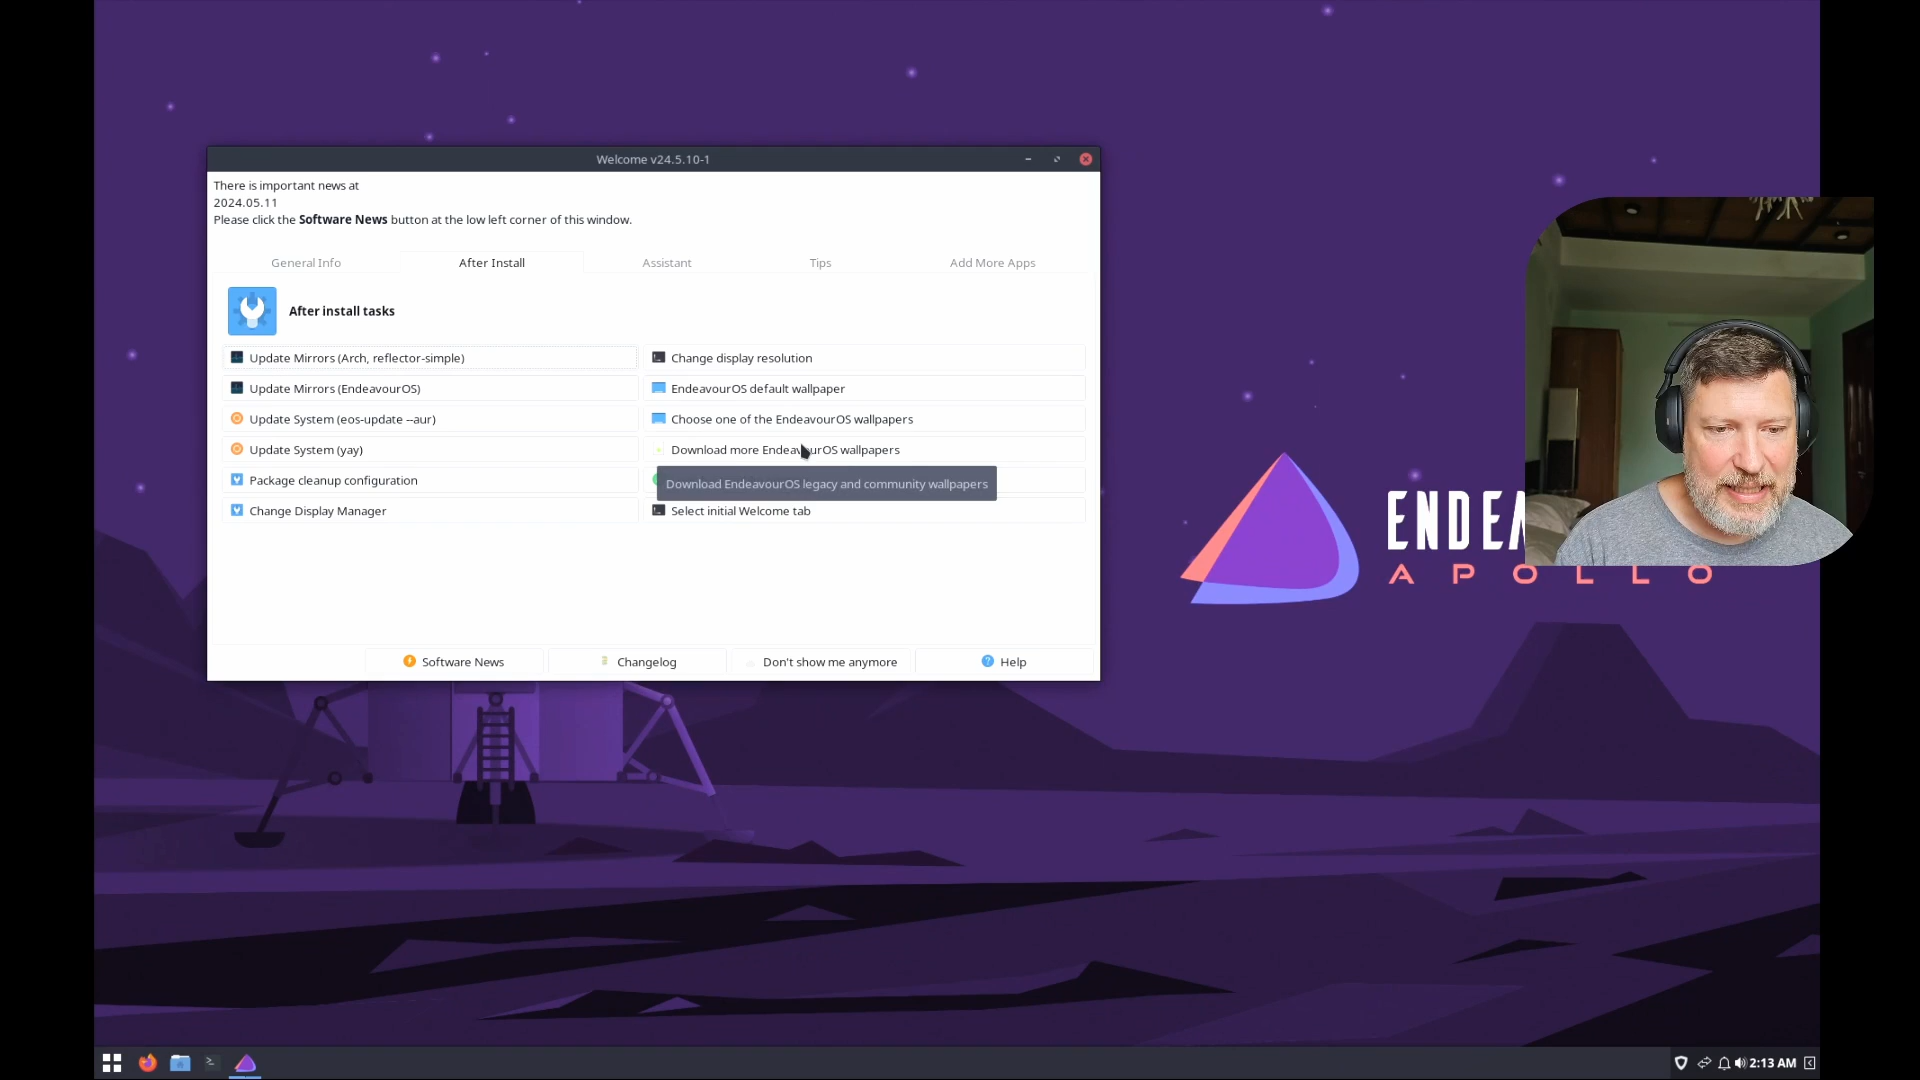 Welcome v24.5.10-1
There is important news at
2024.05.11
Please click the Software News button at the low left corner of this window.
General Info
After Install
Assistant
Tips
Add More Apps
After install tasks
Update Mirrors (Arch, reflector-simple)
Change display resolution
Update Mirrors (EndeavourOS)
EndeavourOS default wallpaper
Update System (eos-update --aur)
Choose one of the EndeavourOS wallpapers
Update System (yay)
Download more EndeavourOS wallpapers
Package cleanup configuration
Download EndeavourOS legacy and community wallpapers
Change Display Manager
Select initial Welcome tab
Software News
Changelog
Don't show me anymore
Help
ENDEA
APOLLO
2:13 AM